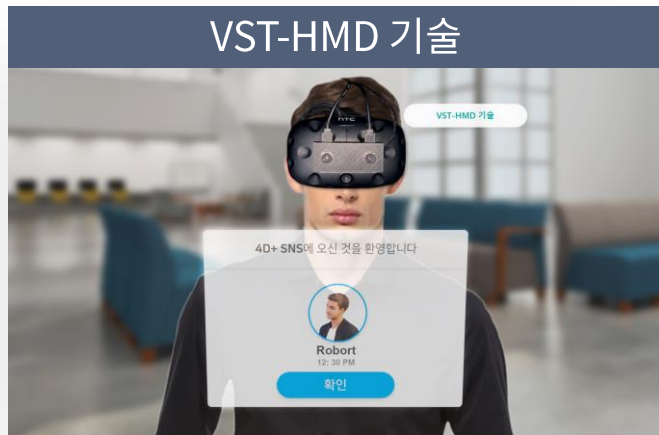 VST-HMD 기술
hTC
VST-HMD 기술
4D+ SNS에 오신 것을 환영합니다
Robort
12: 30 PM
확인